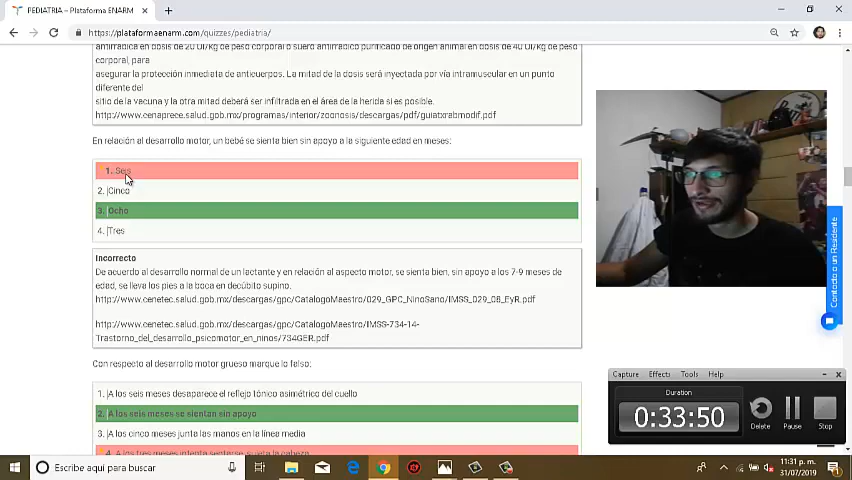 PEDIATRIA – Plataforma ENARM
https://plataformaenarm.com/quizzes/pediatria/
antirrábica en dosis de 20 UI/kg de peso corporal o suero antirrábico purificado de origen animal en dosis de 40 UI/kg de peso
corporal, para
asegurar la protección inmediata de anticuerpos. La mitad de la dosis será inyectada por vía intramuscular en un punto
diferente del
sitio de la vacuna y la otra mitad deberá ser infiltrada en el área de la herida si es posible.
http://www.cenaprece.salud.gob.mx/programas/interior/zoonosis/descargas/pdf/guiatxrabmodif.pdf
En relación al desarrollo motor, un bebé se sienta bien sin apoyo a la siguiente edad en meses:
1. Seis
2. Cinco
3. Ocho
4. Tres
Incorrecto
De acuerdo al desarrollo normal de un lactante y en relación al aspecto motor, se sienta bien, sin apoyo a los 7-9 meses de
edad, se lleva los pies a la boca en decúbito supino.
http://www.cenetec.salud.gob.mx/descargas/gpc/CatalogoMaestro/029_GPC_NinoSano/IMSS_029_08_EyR.pdf
http://www.cenetec.salud.gob.mx/descargas/gpc/CatalogoMaestro/IMSS-734-14-
Trastorno_del_desarrollo_psicomotor_en_ninos/734GER.pdf
Con respecto al desarrollo motor grueso marque lo falso:
1. A los seis meses desaparece el reflejo tónico asimétrico del cuello
2. A los seis meses se sientan sin apoyo
3. A los cinco meses junta las manos en la línea media
4. A los tres meses intenta sentarse, sujeta la cabeza
Contacto a un Residente
Capture Effects Tools Help
Duration
0:33:50
Delete Pause Stop
Escribe aquí para buscar
11:31 p. m.
31/07/2019